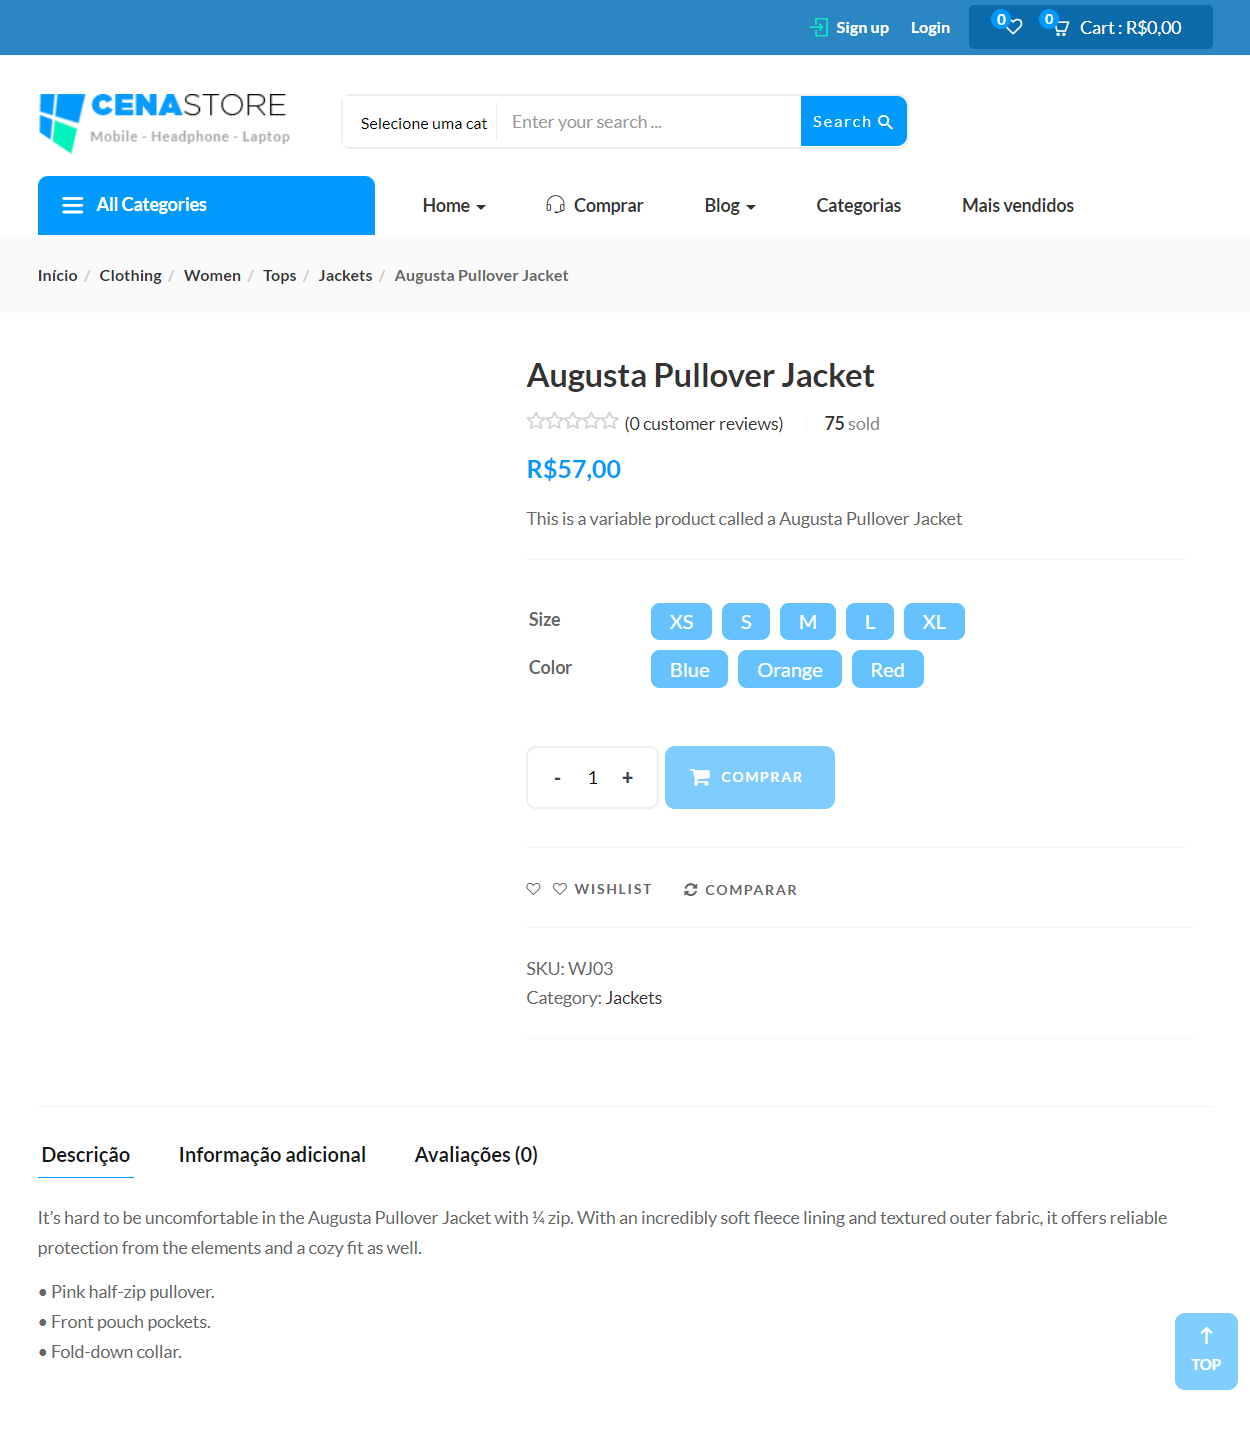 Sign up Login 0 0 Cart : R$0,00
CENASTORE
Mobile - Headphone - Laptop
Selecione uma cat Enter your search ... Search
All Categories Home Comprar Blog Categorias Mais vendidos
Início / Clothing / Women / Tops / Jackets / Augusta Pullover Jacket
Augusta Pullover Jacket
(0 customer reviews) 75 sold
R$57,00
This is a variable product called a Augusta Pullover Jacket
Size XS S M L XL
Color Blue Orange Red
- 1 + COMPRAR
WISHLIST COMPARAR
SKU: WJ03
Category: Jackets
Descrição Informação adicional Avaliações (0)
It’s hard to be uncomfortable in the Augusta Pullover Jacket with ¼ zip. With an incredibly soft fleece lining and textured outer fabric, it offers reliable
protection from the elements and a cozy fit as well.
• Pink half-zip pullover.
• Front pouch pockets.
• Fold-down collar.
TOP